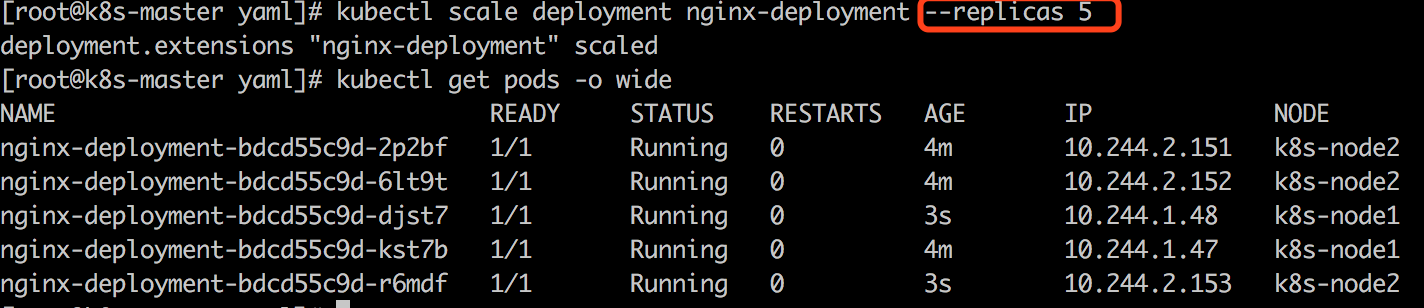 [root@k8s-master yaml]# kubectl scale deployment nginx-deployment --replicas 5
deployment.extensions "nginx-deployment" scaled
[root@k8s-master yaml]# kubectl get pods -o wide
NAME READY STATUS RESTARTS AGE IP NODE
nginx-deployment-bdcd55c9d-2p2bf 1/1 Running 0 4m 10.244.2.151 k8s-node2
nginx-deployment-bdcd55c9d-6lt9t 1/1 Running 0 4m 10.244.2.152 k8s-node2
nginx-deployment-bdcd55c9d-djst7 1/1 Running 0 3s 10.244.1.48 k8s-node1
nginx-deployment-bdcd55c9d-kst7b 1/1 Running 0 4m 10.244.1.47 k8s-node1
nginx-deployment-bdcd55c9d-r6mdf 1/1 Running 0 3s 10.244.2.153 k8s-node2